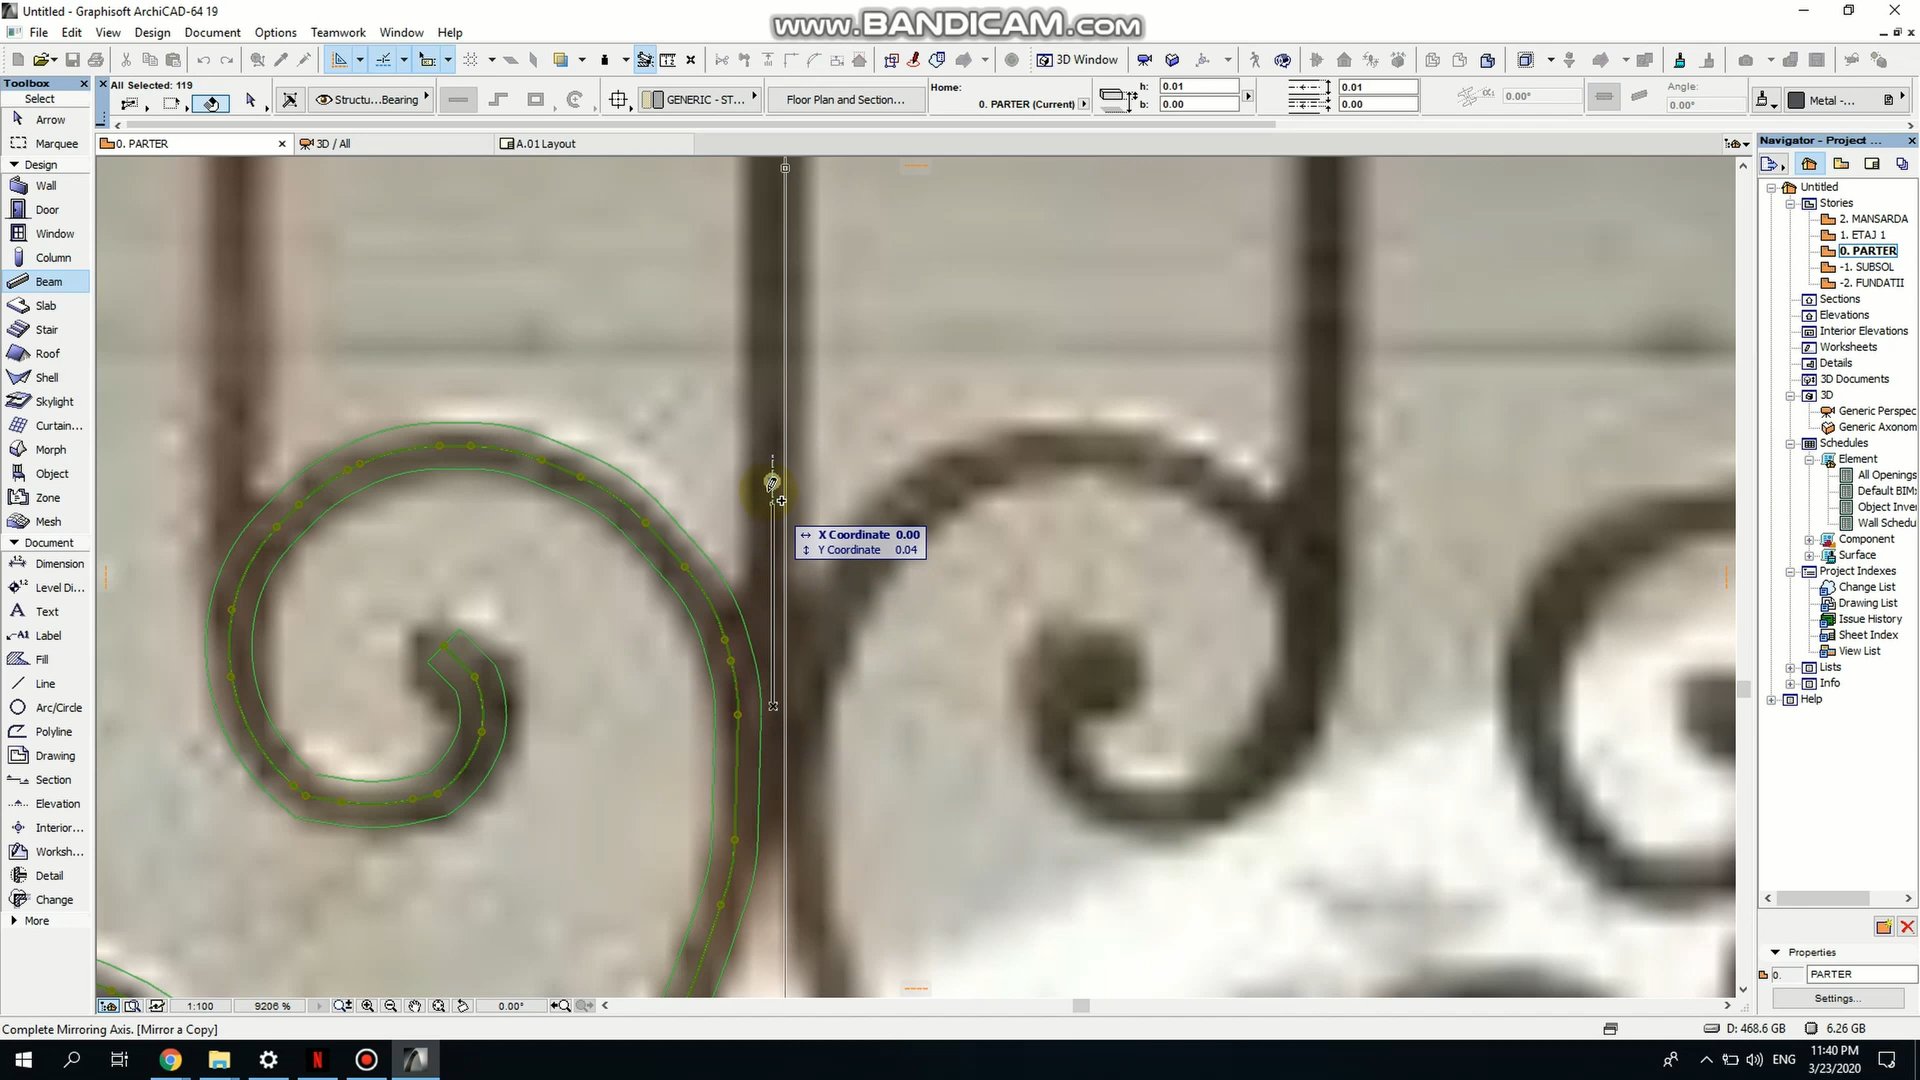 Untitled - Graphisoft ArchiCAD-64 19
www.BANDICAM.com
File Edit View Design Document Options Teamwork Window Help
3D Window
Toolbox
All Selected: 119
Select
Structu...Bearing
GENERIC - ST...
Floor Plan and Section...
Home:
0. PARTER (Current)
h: 0.01
b: 0.00
0.01
0.00
α1 0.00°
Angle:
0.00°
Metal -...
Arrow
Marquee
Design
Wall
Door
Window
Column
Beam
Slab
Stair
Roof
Shell
Skylight
Curtain...
Morph
Object
Zone
Mesh
Document
Dimension
Level Di...
Text
Label
Fill
Line
Arc/Circle
Polyline
Drawing
Section
Elevation
Interior...
Worksh...
Detail
Change
More
0. PARTER
3D / All
A.01 Layout
X Coordinate 0.00
Y Coordinate 0.04
Navigator - Project ...
Untitled
Stories
2. MANSARDA
1. ETAJ 1
0. PARTER
-1. SUBSOL
-2. FUNDATII
Sections
Elevations
Interior Elevations
Worksheets
Details
3D Documents
3D
Generic Perspec
Generic Axonom
Schedules
Element
All Openings
Default BIMx
Object Inver
Wall Schedu
Component
Surface
Project Indexes
Change List
Drawing List
Issue History
Sheet Index
View List
Lists
Info
Help
Properties
0. PARTER
Settings...
1:100 9206 % 0.00°
Complete Mirroring Axis. [Mirror a Copy]
D: 468.6 GB 6.26 GB
ENG
11:40 PM
3/23/2020